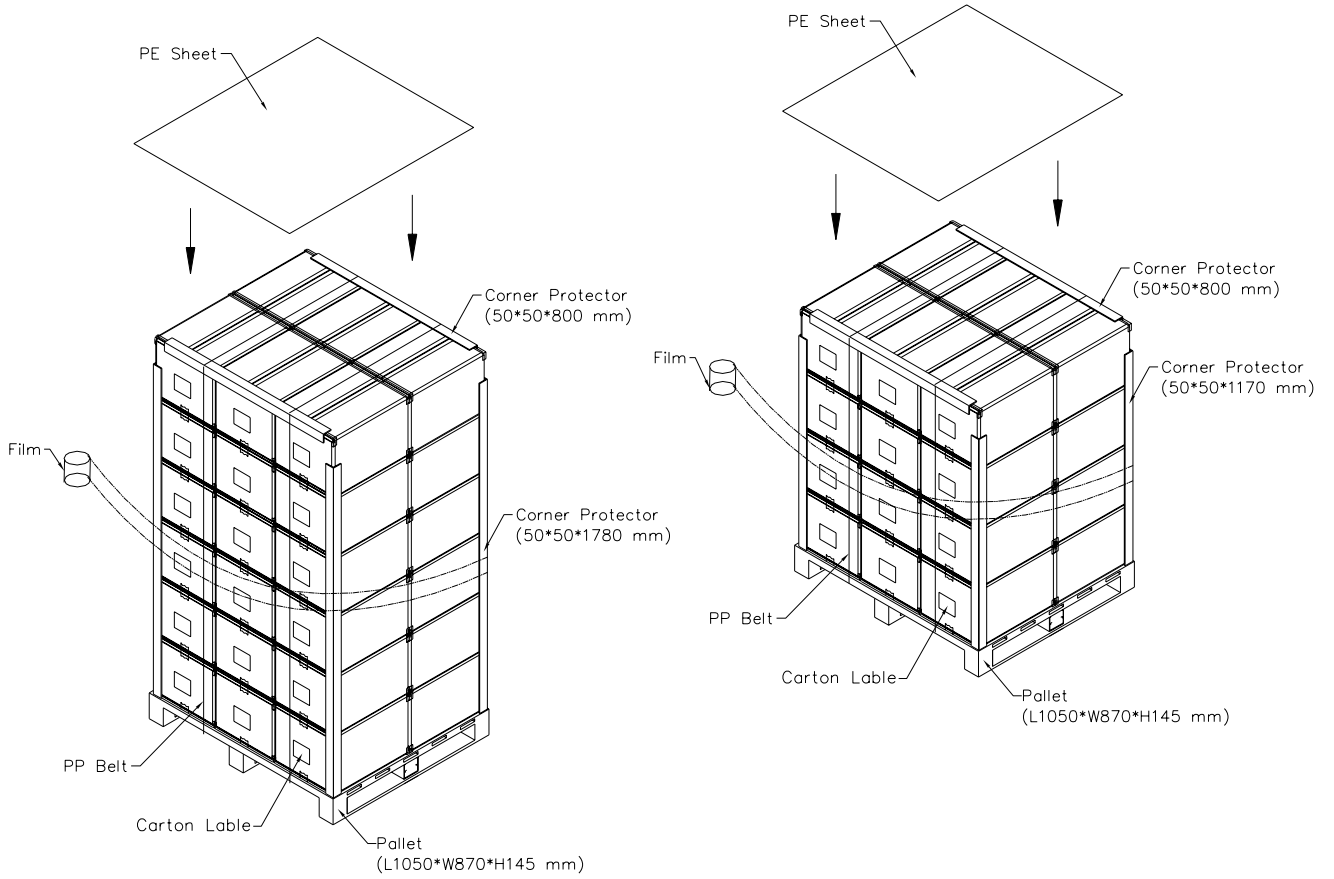 PE Sheet
Corner Protector
(50*50*800 mm)
Film
Corner Protector
(50*50*1780 mm)
PP Belt
Carton Lable
Pallet
(L1050*W870*H145 mm)
PE Sheet
Corner Protector
(50*50*800 mm)
Film
Corner Protector
(50*50*1170 mm)
PP Belt
Carton Lable
Pallet
(L1050*W870*H145 mm)